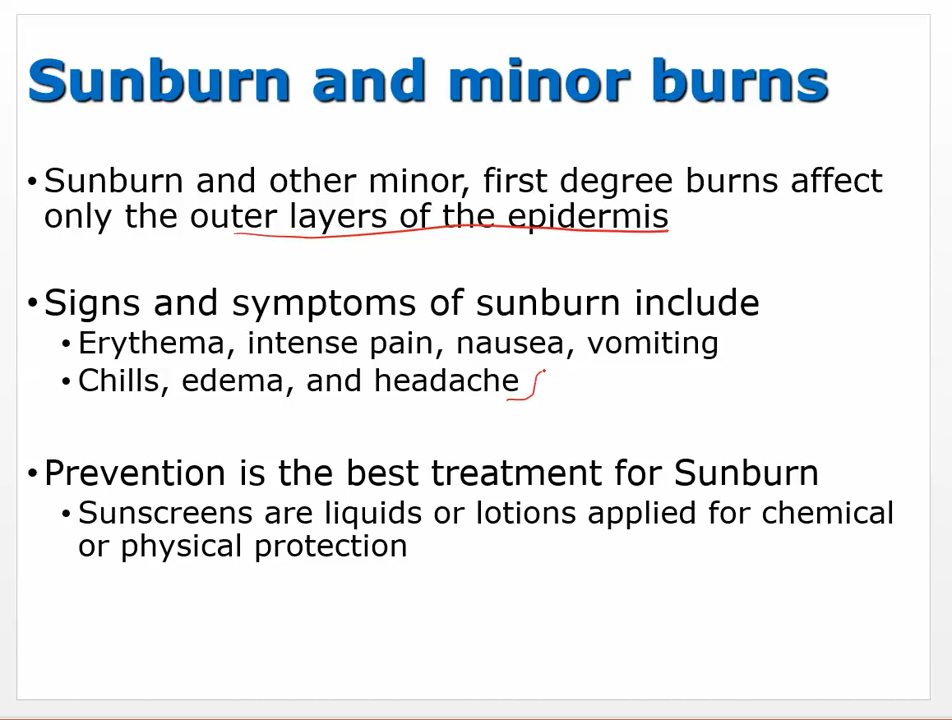 Sunburn and minor burns
• Sunburn and other minor, first degree burns affect
only the outer layers of the epidermis
• Signs and symptoms of sunburn include
• Erythema, intense pain, nausea, vomiting
• Chills, edema, and headache
• Prevention is the best treatment for Sunburn
• Sunscreens are liquids or lotions applied for chemical
or physical protection